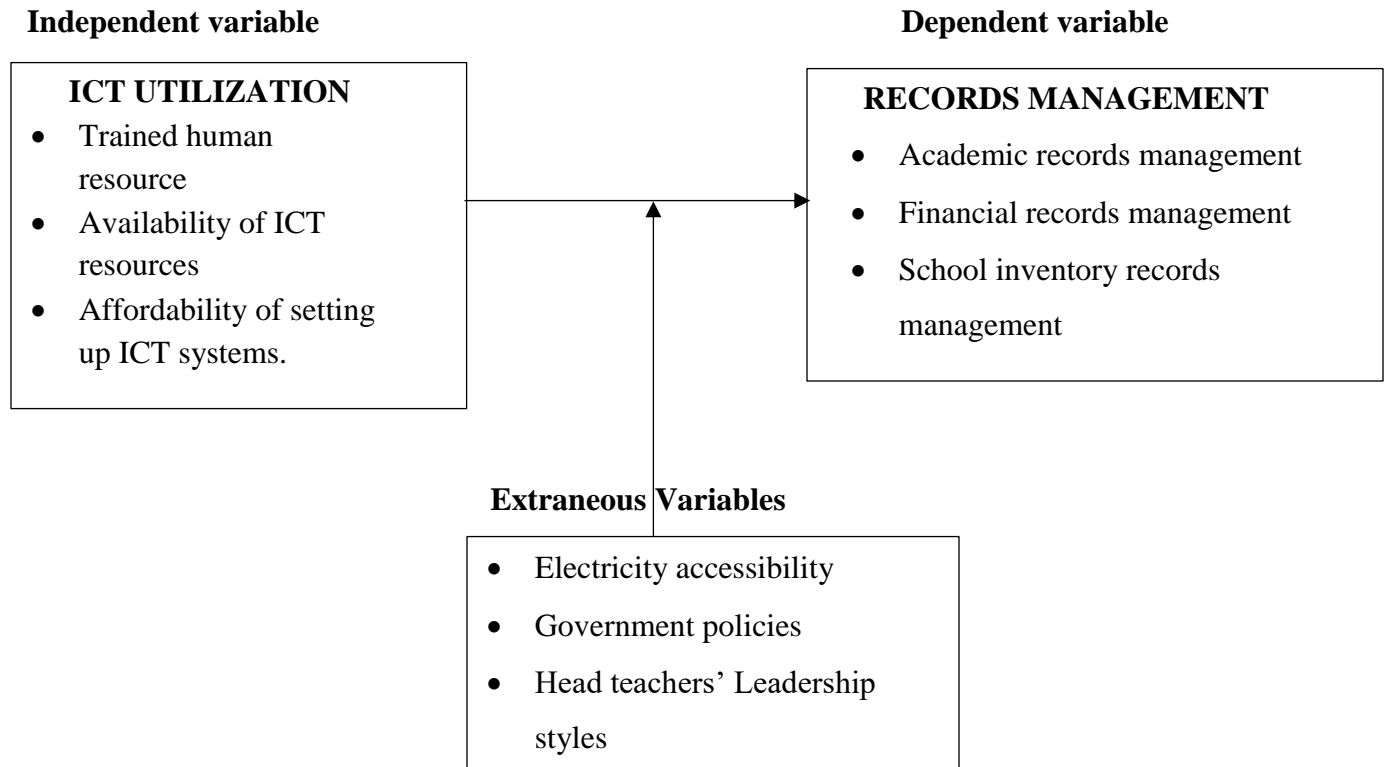 Independent variable
Dependent variable
ICT UTILIZATION
• Trained human
resource
• Availability of ICT
resources
• Affordability of setting
up ICT systems.
RECORDS MANAGEMENT
• Academic records management
• Financial records management
• School inventory records
management
Extraneous Variables
• Electricity accessibility
• Government policies
• Head teachers’ Leadership
styles